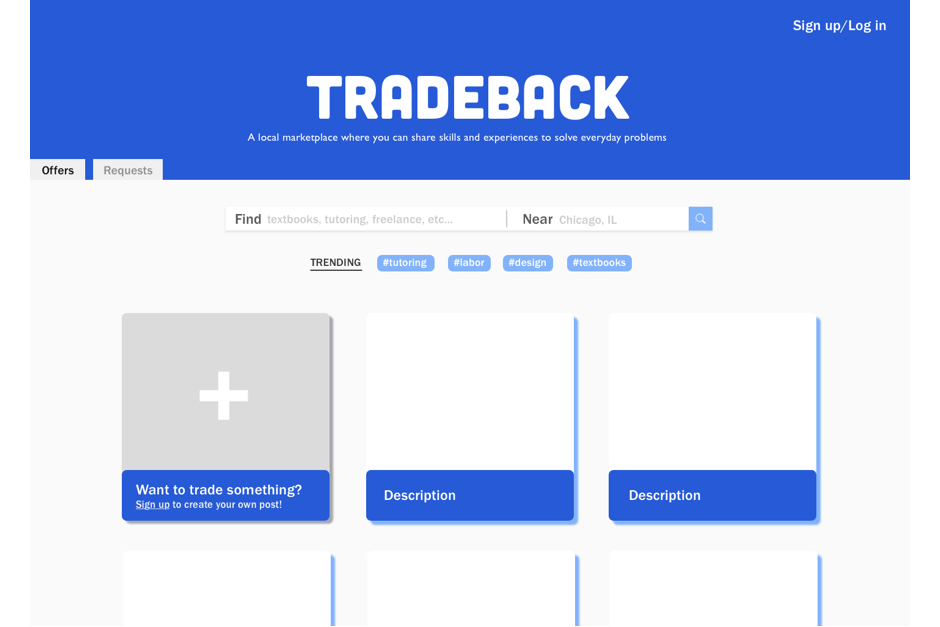 Sign up/Log in
TRADEBACK
A local marketplace where you can share skills and experiences to solve everyday problems
Offers
Requests
Find textbooks, tutoring, freelance, etc... Near Chicago, IL
TRENDING #tutoring #labor #design #textbooks
Want to trade something?
Sign up to create your own post!
Description
Description